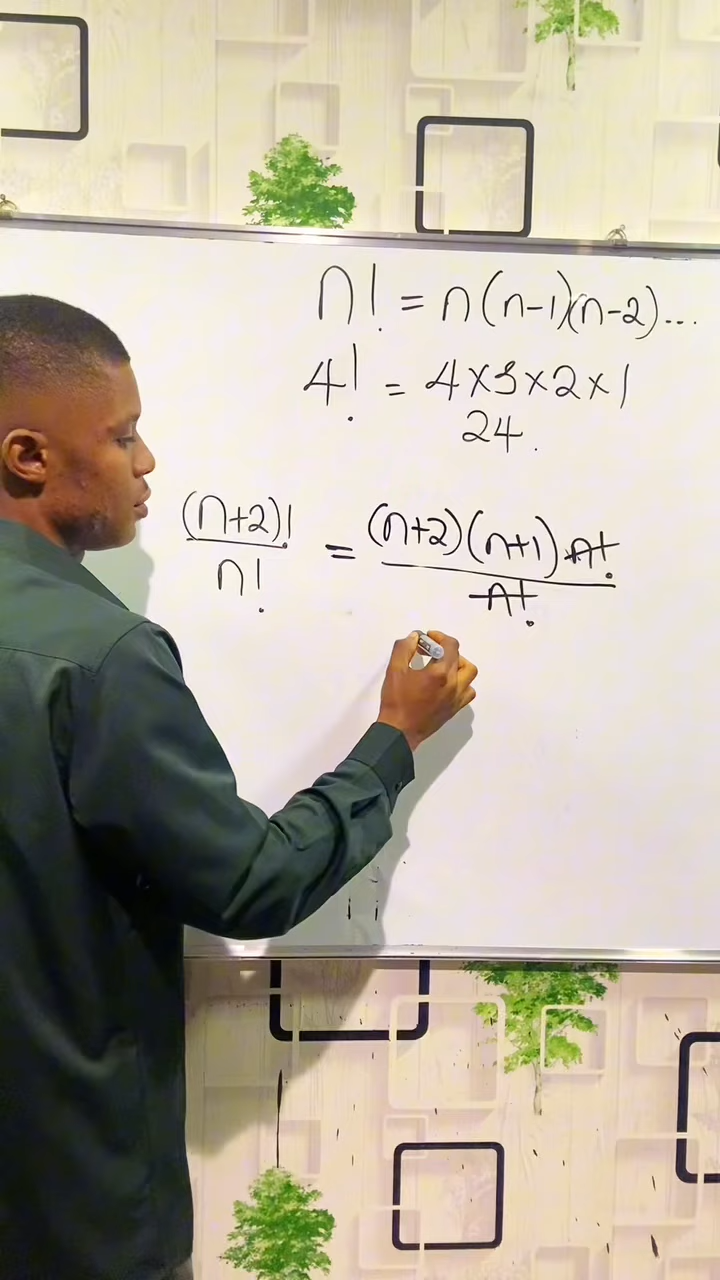 n! = n(n-1)(n-2)...
4! = 4×3×2×1
24.
(n+2)!/n! = (n+2)(n+1)n!/n!